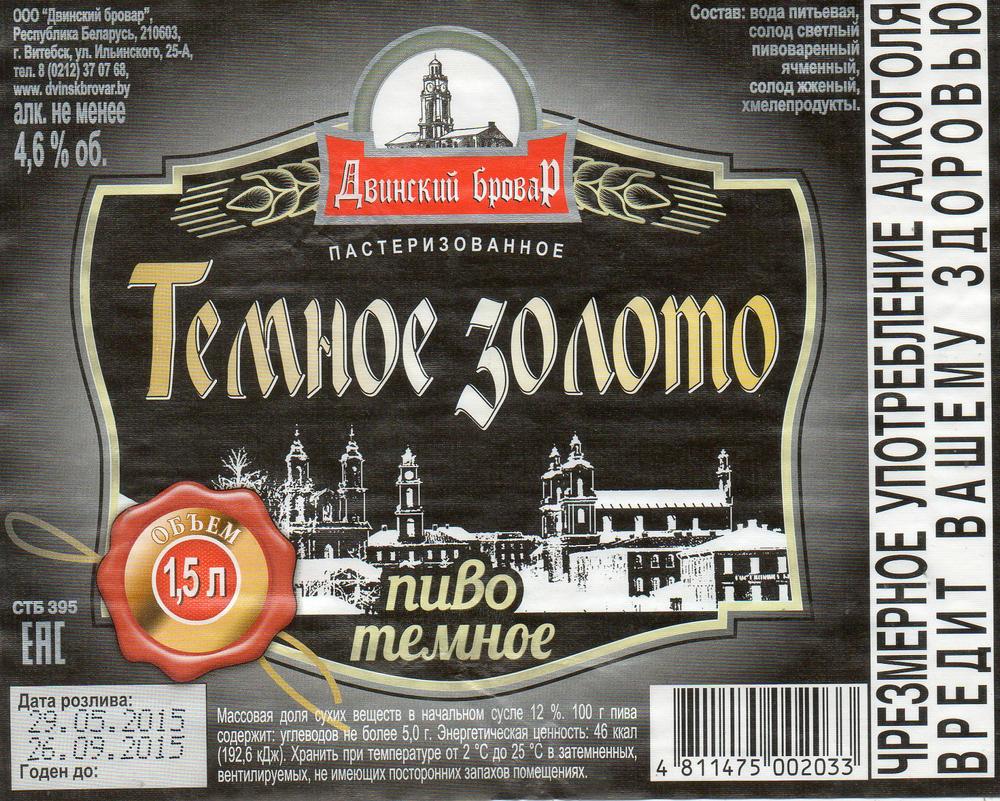 ООО "Двинский бровар",
Республика Беларусь, 210603,
г. Витебск, ул. Ильинского, 25-А,
тел. 8 (0212) 37 07 68,
www. dvinskbrovar.by
алк. не менее
4,6 % об.
Состав: вода питьевая,
солод светлый
пивоваренный
ячменный,
солод жженый,
хмелепродукты.
Двинский бровар
ПАСТЕРИЗОВАННОЕ
Темное золото
ОБЪЕМ
1,5 л
пиво
темное
СТБ 395
ЕАС
Дата розлива:
29.05.2015
26.09.2015
Годен до:
Массовая доля сухих веществ в начальном сусле 12 %. 100 г пива
содержит: углеводов не более 5,0 г. Энергетическая ценность: 46 ккал
(192,6 кДж). Хранить при температуре от 2 °С до 25 °С в затемненных,
вентилируемых, не имеющих посторонних запахов помещениях.
4 811475 002033
ЧРЕЗМЕРНОЕ УПОТРЕБЛЕНИЕ АЛКОГОЛЯ
ВРЕДИТ ВАШЕМУ ЗДОРОВЬЮ